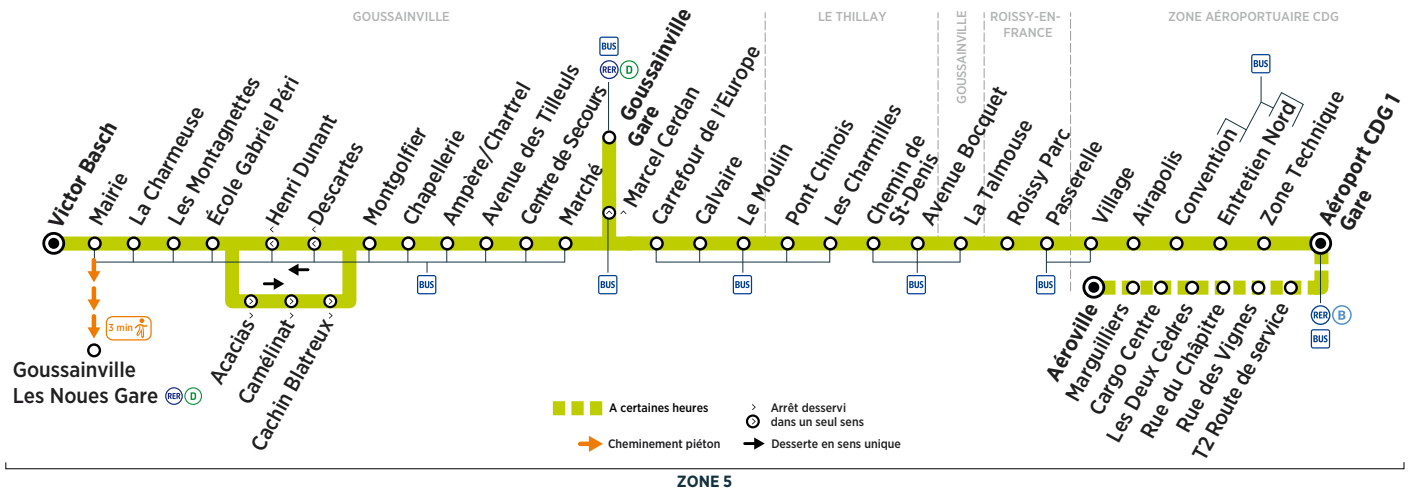 GOUSSAINVILLE
LE THILLAY
GOUSSAINVILLE
ROISSY-EN-
FRANCE
ZONE AÉROPORTUAIRE CDG
Victor Basch
Mairie
La Charmeuse
Les Montagnettes
École Gabriel Péri
Henri Dunant
Descartes
Montgolfier
Chapellerie
Ampère/Chartrel
Avenue des Tilleuls
Centre de Secours
Marché
BUS
RER D
Goussainville
Gare
Marcel Cerdan
Carrefour de l'Europe
Calvaire
Le Moulin
Pont Chinois
Les Charmilles
Chemin de
St-Denis
Avenue Bocquet
La Talmouse
Roissy Parc
Passerelle
Village
Airapolis
Convention
Entretien Nord
BUS
Zone Technique
Aéroport CDG 1
Gare
BUS
BUS
BUS
BUS
BUS
RER B
BUS
3 min
Goussainville
Les Noues Gare RER D
Acacias
Camélinat
Cachin Blatreux
Aéroville
Marguilliers
Cargo Centre
Les Deux Cèdres
Rue du Châpitre
Rue des Vignes
T2 Route de service
A certaines heures
Arrêt desservi
dans un seul sens
Cheminement piéton
Desserte en sens unique
ZONE 5